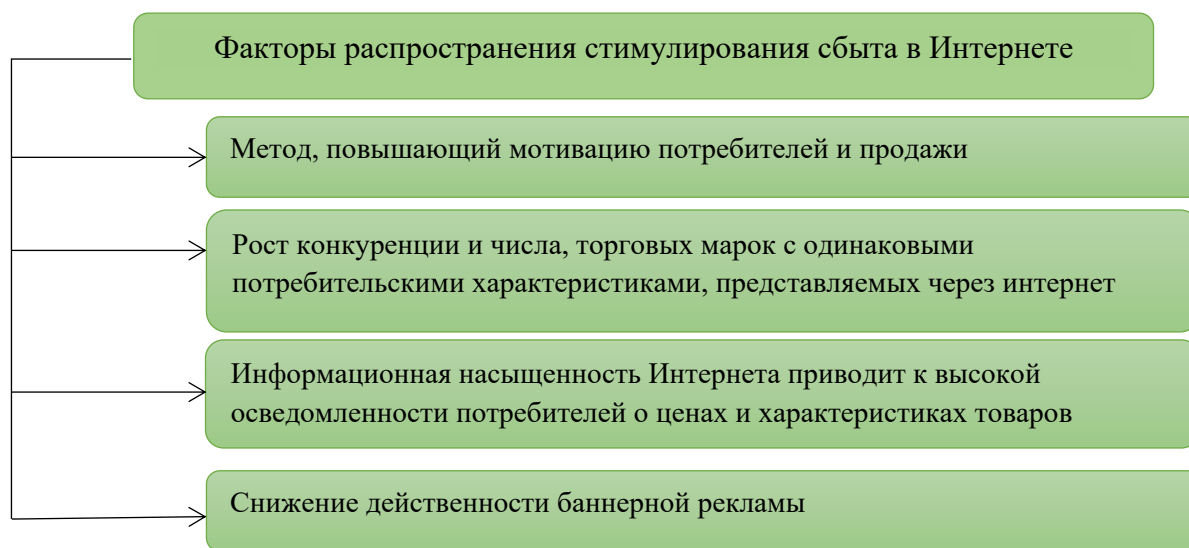 Факторы распространения стимулирования сбыта в Интернете
Метод, повышающий мотивацию потребителей и продажи
Рост конкуренции и числа, торговых марок с одинаковыми
потребительскими характеристиками, представляемых через интернет
Информационная насыщенность Интернета приводит к высокой
осведомленности потребителей о ценах и характеристиках товаров
Снижение действенности баннерной рекламы